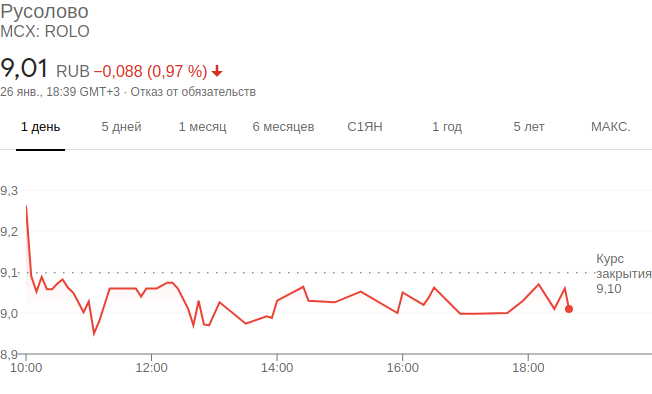 Русолово
MCX: ROLO
9,01 RUB −0,088 (0,97 %)
26 янв., 18:39 GMT+3 · Отказ от обязательств
1 день 5 дней 1 месяц 6 месяцев С1ЯН 1 год 5 лет МАКС.
9,3
9,2
9,1
9,0
8,9
Курс
закрытия
9,10
10:00 12:00 14:00 16:00 18:00